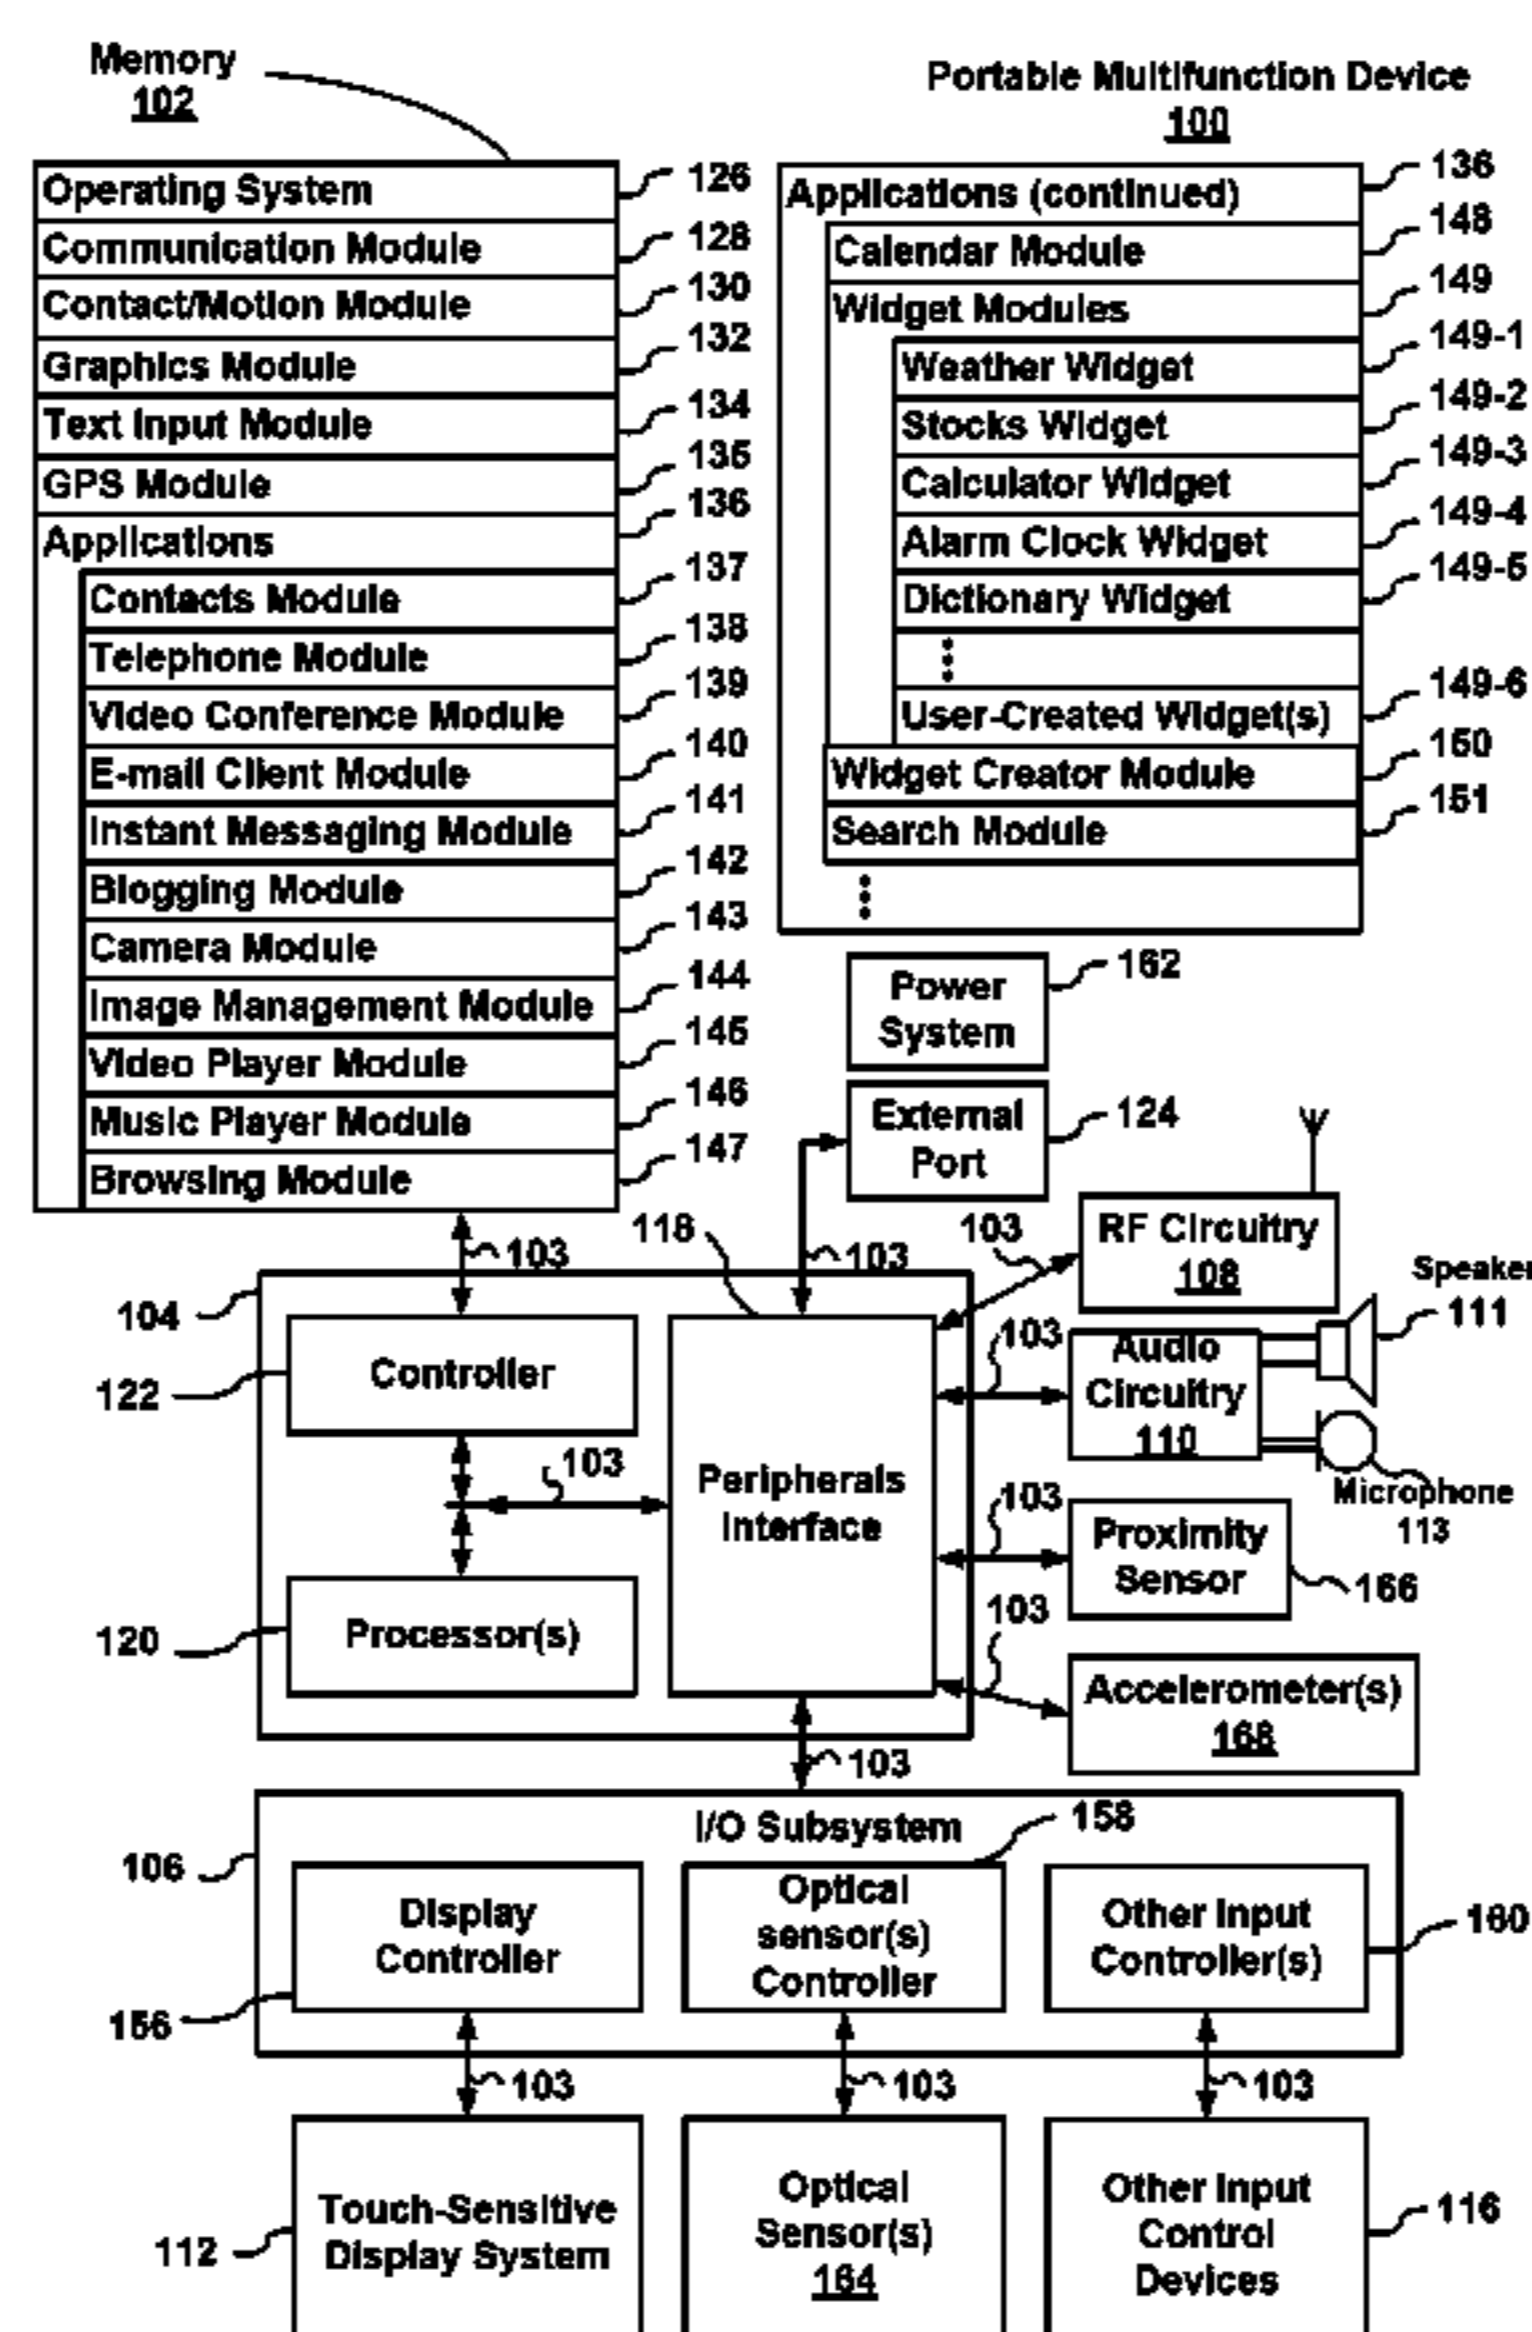 Memory
102
Portable Multifunction Device
100
Operating System
126
Communication Module
128
Contact/Motion Module
130
Graphics Module
132
Text Input Module
134
GPS Module
135
Applications
136
Contacts Module
137
Telephone Module
138
Video Conference Module
139
E-mail Client Module
140
Instant Messaging Module
141
Blogging Module
142
Camera Module
143
Image Management Module
144
Video Player Module
145
Music Player Module
146
Browsing Module
147
Applications (continued)
136
Calendar Module
148
Widget Modules
149
Weather Widget
149-1
Stocks Widget
149-2
Calculator Widget
149-3
Alarm Clock Widget
149-4
Dictionary Widget
149-5
User-Created Widget(s)
149-6
Widget Creator Module
150
Search Module
151
Power
System
162
External
Port
124
103
118
103
103
RF Circuitry
108
Speaker
111
104
Controller
122
103
Audio
Circuitry
110
Microphone
113
103
Peripherals
Interface
103
Proximity
Sensor
166
Processor(s)
120
103
Accelerometer(s)
168
103
I/O Subsystem
158
106
Display
Controller
156
Optical
sensor(s)
Controller
Other Input
Controller(s)
160
103
103
103
Touch-Sensitive
Display System
112
Optical
Sensor(s)
164
Other Input
Control
Devices
116